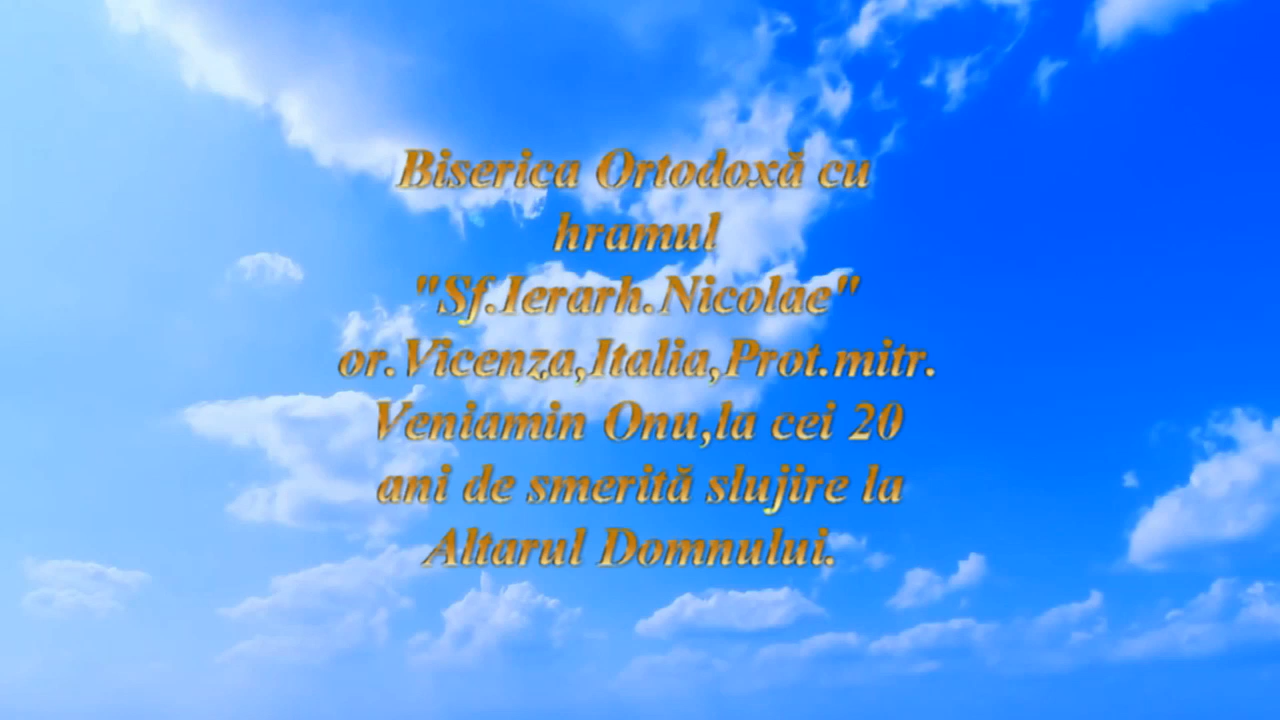 Biserica Ortodoxă cu
hramul
"Sf.Ierarh.Nicolae"
or.Vicenza,Italia,Prot.mitr.
Veniamin Onu,la cei 20
ani de smerită slujire la
Altarul Domnului.